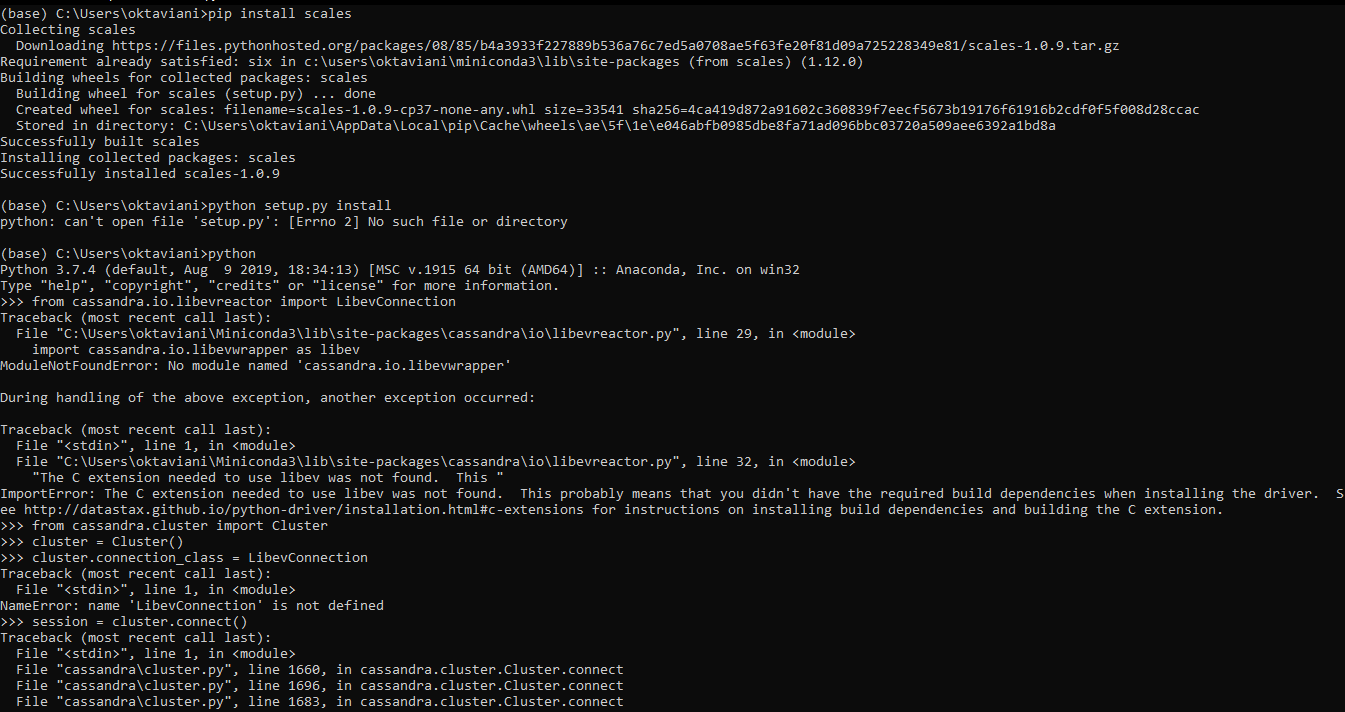 (base) C:\Users\oktaviani>pip install scales
Collecting scales
  Downloading https://files.pythonhosted.org/packages/08/85/b4a3933f227889b536a76c7ed5a0708ae5f63fe20f81d09a725228349e81/scales-1.0.9.tar.gz
Requirement already satisfied: six in c:\users\oktaviani\miniconda3\lib\site-packages (from scales) (1.12.0)
Building wheels for collected packages: scales
  Building wheel for scales (setup.py) ... done
  Created wheel for scales: filename=scales-1.0.9-cp37-none-any.whl size=33541 sha256=4ca419d872a91602c360839f7eecf5673b19176f61916b2cdf0f5f008d28ccac
  Stored in directory: C:\Users\oktaviani\AppData\Local\pip\Cache\wheels\ae\5f\1e\e046abfb0985dbe8fa71ad096bbc03720a509aee6392a1bd8a
Successfully built scales
Installing collected packages: scales
Successfully installed scales-1.0.9

(base) C:\Users\oktaviani>python setup.py install
python: can't open file 'setup.py': [Errno 2] No such file or directory

(base) C:\Users\oktaviani>python
Python 3.7.4 (default, Aug  9 2019, 18:34:13) [MSC v.1915 64 bit (AMD64)] :: Anaconda, Inc. on win32
Type "help", "copyright", "credits" or "license" for more information.
>>> from cassandra.io.libevreactor import LibevConnection
Traceback (most recent call last):
  File "C:\Users\oktaviani\Miniconda3\lib\site-packages\cassandra\io\libevreactor.py", line 29, in <module>
    import cassandra.io.libevwrapper as libev
ModuleNotFoundError: No module named 'cassandra.io.libevwrapper'

During handling of the above exception, another exception occurred:

Traceback (most recent call last):
  File "<stdin>", line 1, in <module>
  File "C:\Users\oktaviani\Miniconda3\lib\site-packages\cassandra\io\libevreactor.py", line 32, in <module>
    "The C extension needed to use libev was not found.  This "
ImportError: The C extension needed to use libev was not found.  This probably means that you didn't have the required build dependencies when installing the driver.  S
ee http://datastax.github.io/python-driver/installation.html#c-extensions for instructions on installing build dependencies and building the C extension.
>>> from cassandra.cluster import Cluster
>>> cluster = Cluster()
>>> cluster.connection_class = LibevConnection
Traceback (most recent call last):
  File "<stdin>", line 1, in <module>
NameError: name 'LibevConnection' is not defined
>>> session = cluster.connect()
Traceback (most recent call last):
  File "<stdin>", line 1, in <module>
  File "cassandra\cluster.py", line 1660, in cassandra.cluster.Cluster.connect
  File "cassandra\cluster.py", line 1696, in cassandra.cluster.Cluster.connect
  File "cassandra\cluster.py", line 1683, in cassandra.cluster.Cluster.connect